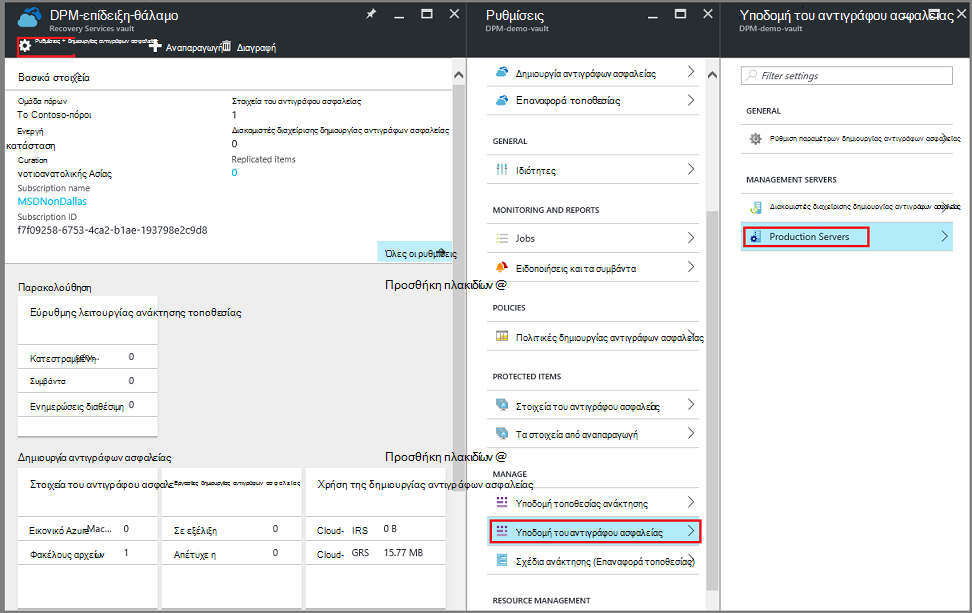 DPM-επίδειξη-θάλαμο
Recovery Services vault
Ρυθμίσεις
Δημιουργία αντιγράφων ασφαλείας
Αναπαραγωγή
Διαγραφή
Βασικά στοιχεία
Ομάδα πόρων
Το Contoso-πόροι
Ενεργή
κατάσταση
Curation
νοτιοανατολικής Ασίας
Subscription name
MSDNonDallas
Subscription ID
f7f09258-6753-4ca2-b1ae-193798e2c9d8
Στοιχεία του αντιγράφου ασφαλείας
1
Διακομιστές διαχείρισης δημιουργίας αντιγράφων ασφαλείας
0
Replicated items
0
Όλες οι ρυθμίσεις
Παρακολούθηση
Προσθήκη πλακιδίων @
Εύρυθμης λειτουργίας ανάκτησης τοποθεσίας
0
Συμβάντα 0
Ενημερώσεις διαθέσιμη 0
Δημιουργία αντιγράφων ασφαλείας
Προσθήκη πλακιδίων @
Στοιχεία του αντιγράφου ασφαλε
Εργασίες δημιουργίας αντιγράφων ασφαλείας
Χρήση της δημιουργίας αντιγράφων ασφαλείας
Εικονικό Azure Mac... 0
Φακέλους αρχείων 1
Σε εξέλιξη 0
Απέτυχε η 0
Cloud- IRS 0 B
Cloud- GRS 15.77 MB
Ρυθμίσεις
DPM-demo-vault
Δημιουργία αντιγράφων ασφαλείας
Επαναφορά τοποθεσίας
GENERAL
Ιδιότητες
MONITORING AND REPORTS
Jobs
Ειδοποιήσεις και τα συμβάντα
POLICIES
Πολιτικές δημιουργίας αντιγράφων ασφαλείας
PROTECTED ITEMS
Στοιχεία του αντιγράφου ασφαλείας
Τα στοιχεία από αναπαραγωγή
MANAGE
Υποδομή τοποθεσίας ανάκτησης
Υποδομή του αντιγράφου ασφαλείας
Σχέδια ανάκτησης (Επαναφορά τοποθεσίας)
RESOURCE MANAGEMENT
Υποδομή του αντιγράφου ασφαλείας
DPM-demo-vault
Filter settings
GENERAL
Ρύθμιση παραμέτρων δημιουργίας αντιγράφων ασφαλείας
MANAGEMENT SERVERS
Διακομιστές διαχείρισης δημιουργίας αντιγράφων ασφαλείας
Production Servers